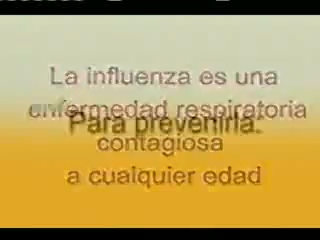 La influenza es una
enfermedad respiratoria
Para prevenirla:
contagiosa
a cualquier edad